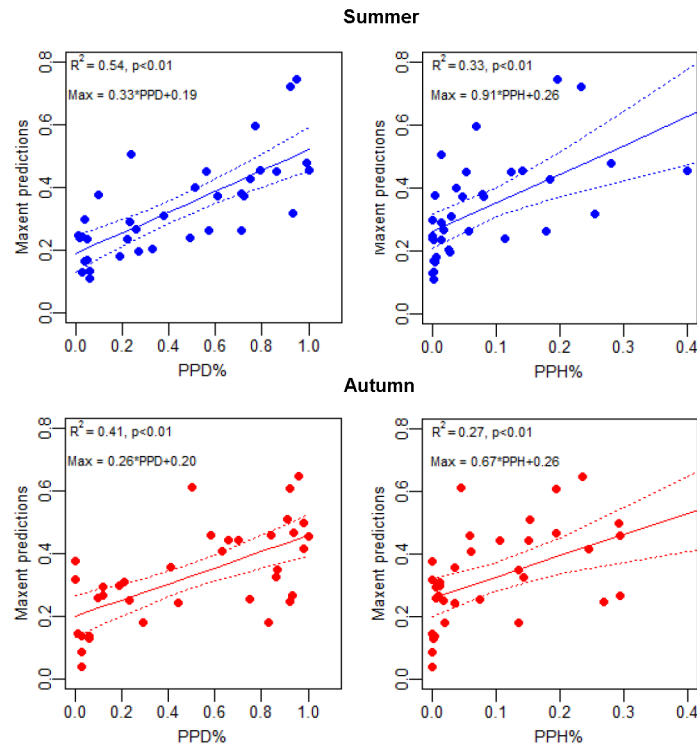 Summer
R² = 0.54, p<0.01
Max = 0.33*PPD+0.19
Maxent predictions
0.0 0.2 0.4 0.6 0.8
0.0 0.2 0.4 0.6 0.8 1.0
PPD%
R² = 0.33, p<0.01
Max = 0.91*PPH+0.26
Maxent predictions
0.0 0.2 0.4 0.6 0.8
0.0 0.1 0.2 0.3 0.4
PPH%
Autumn
R² = 0.41, p<0.01
Max = 0.26*PPD+0.20
Maxent predictions
0.0 0.2 0.4 0.6 0.8
0.0 0.2 0.4 0.6 0.8 1.0
PPD%
R² = 0.27, p<0.01
Max = 0.67*PPH+0.26
Maxent predictions
0.0 0.2 0.4 0.6 0.8
0.0 0.1 0.2 0.3 0.4
PPH%